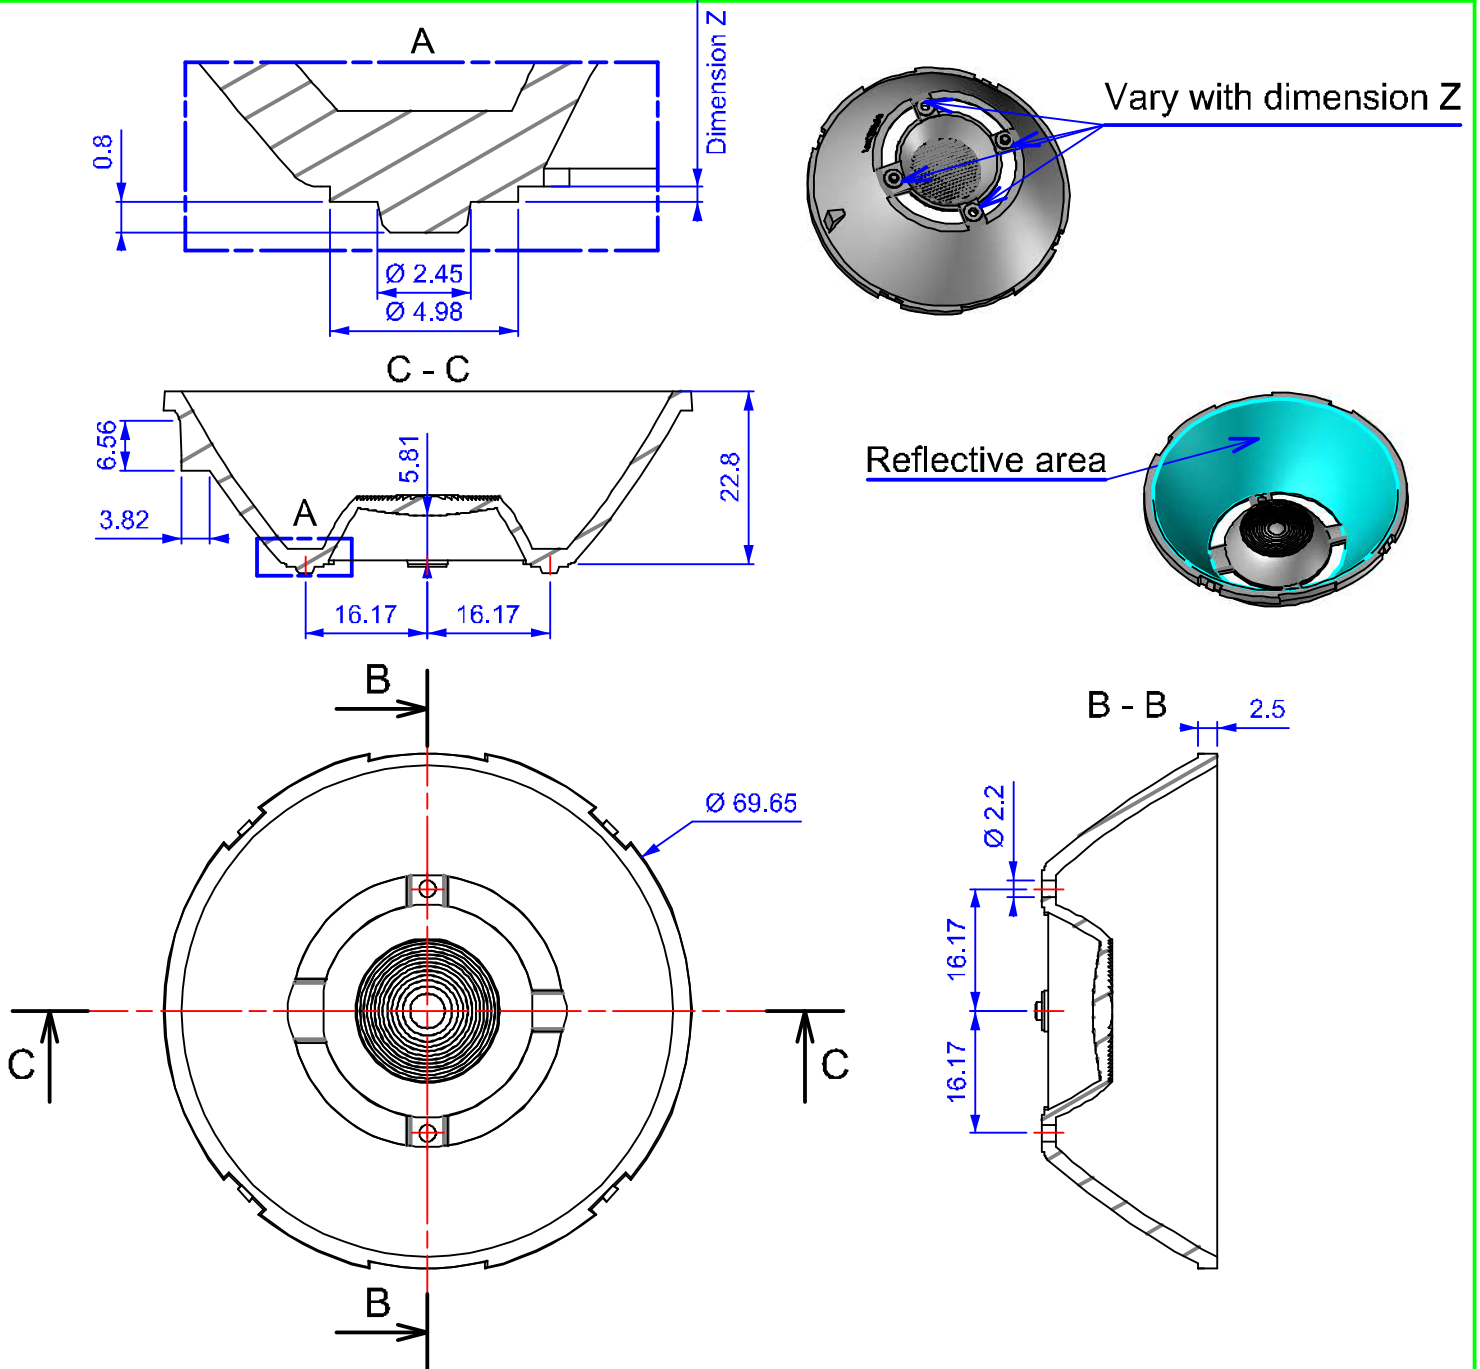 A
Dimension Z
0.8
Ø 2.45
Ø 4.98
Vary with dimension Z
C - C
6.56
3.82
A
5.81
22.8
16.17
16.17
Reflective area
B
B - B
2.5
Ø 69.65
Ø 2.2
16.17
16.17
C
C
B